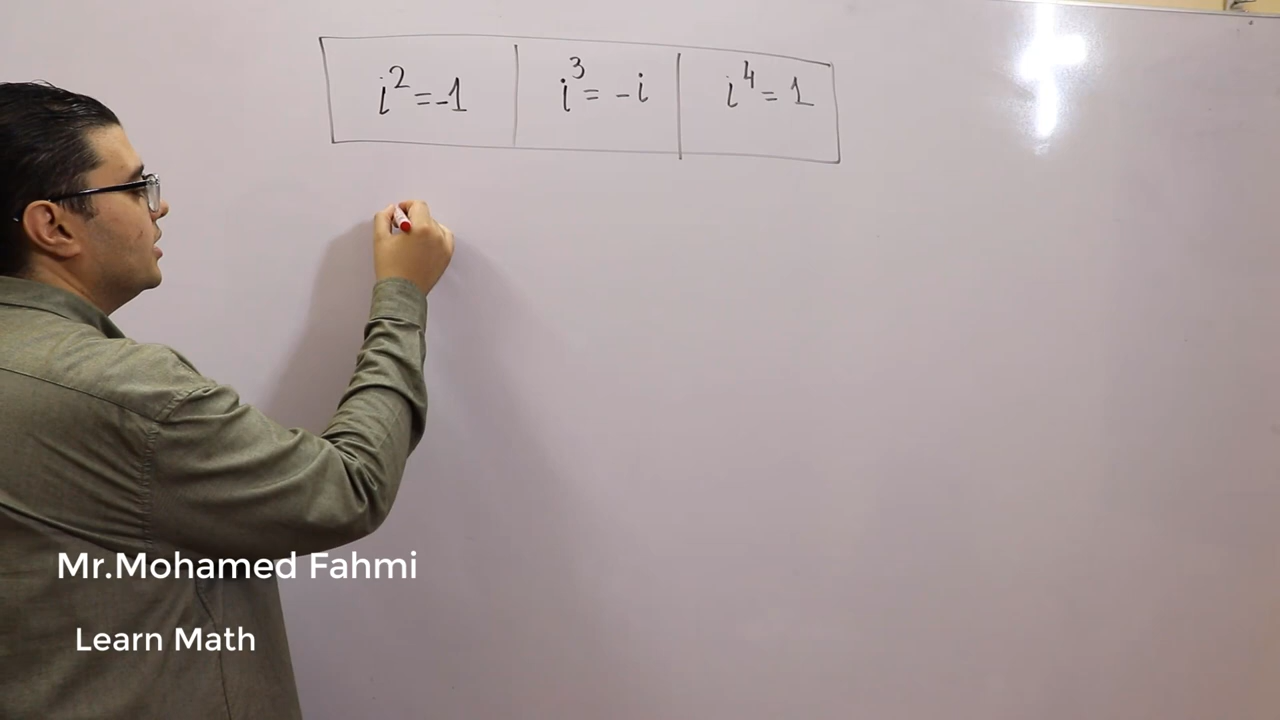 i² = -1 | i³ = -i | i⁴ = 1
Mr.Mohamed Fahmi
Learn Math